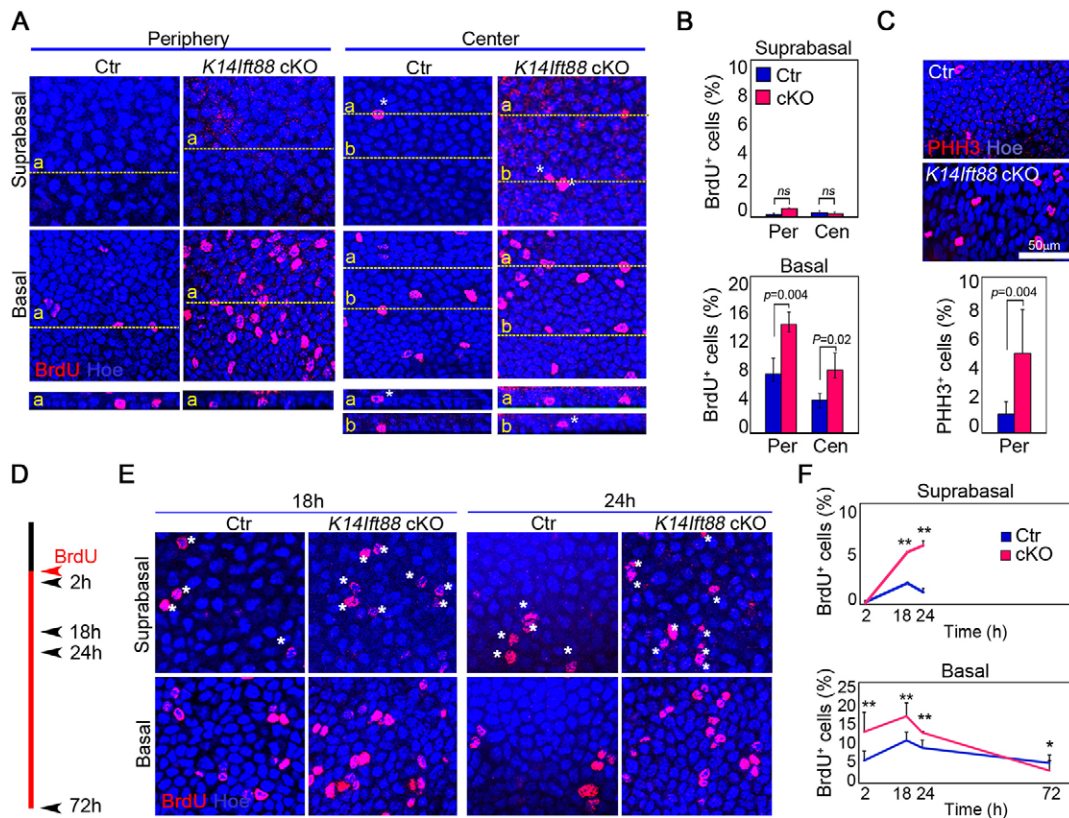 A
Periphery
Center
Ctr
K14Ift88 cKO
Ctr
K14Ift88 cKO
Suprabasal
a
a
a
b
a
b
*
*
*
Basal
a
a
a
b
a
b
BrdU Hoe
a
a
a
*
a
b
b
*
B
Suprabasal
BrdU+ cells (%)
10
8
6
4
2
0
Ctr
cKO
ns
ns
Per
Cen
Basal
BrdU+ cells (%)
20
16
12
8
4
0
p=0.004
P=0.02
Per
Cen
C
Ctr
PHH3 Hoe
K14Ift88 cKO
50μm
PHH3+ cells (%)
10
8
6
4
2
0
p=0.004
Per
D
BrdU
2h
18h
24h
72h
E
18h
24h
Ctr
K14Ift88 cKO
Ctr
K14Ift88 cKO
Suprabasal
Basal
BrdU Hoe
F
Suprabasal
BrdU+ cells (%)
10
5
0
**
**
Ctr
cKO
2
18
24
Time (h)
Basal
BrdU+ cells (%)
25
20
15
10
5
0
**
**
**
*
2
18
24
72
Time (h)